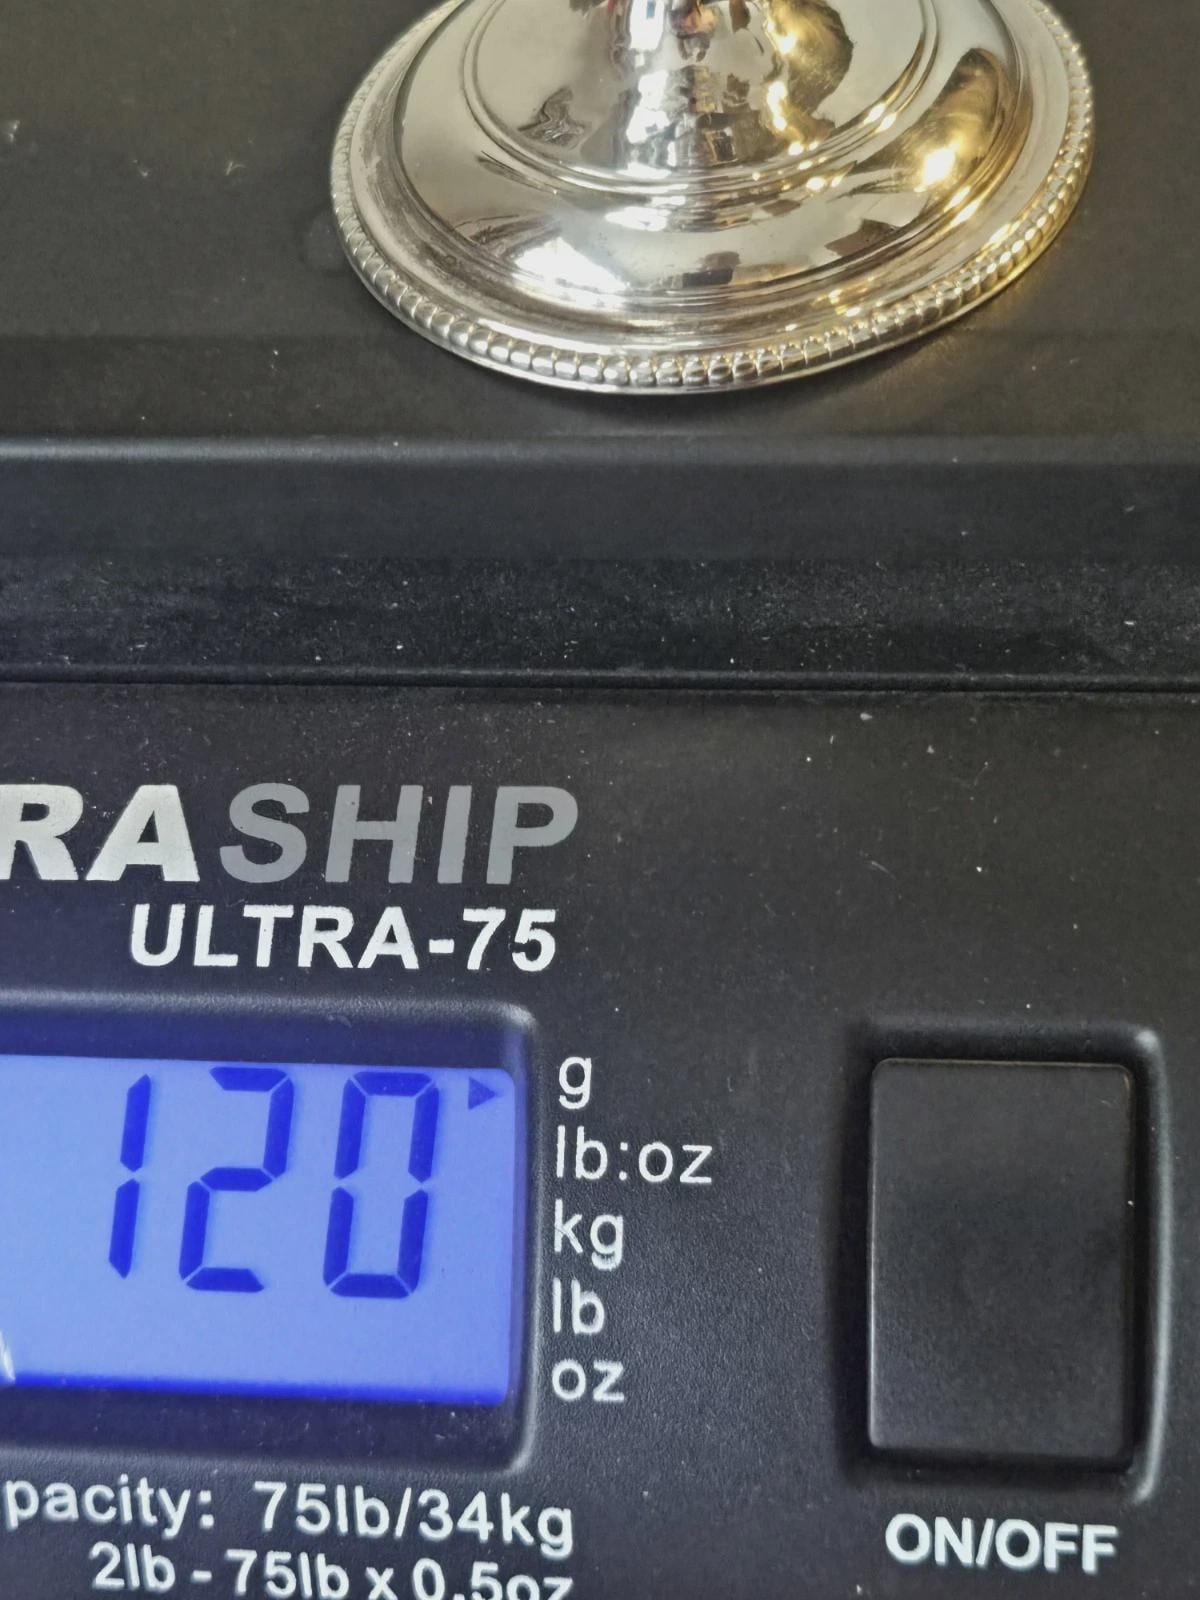 RASHIP
ULTRA-75
120
g
lb:oz
kg
lb
oz
pacity: 75lb/34kg
2lb - 75lb x 0.5oz
ON/OFF